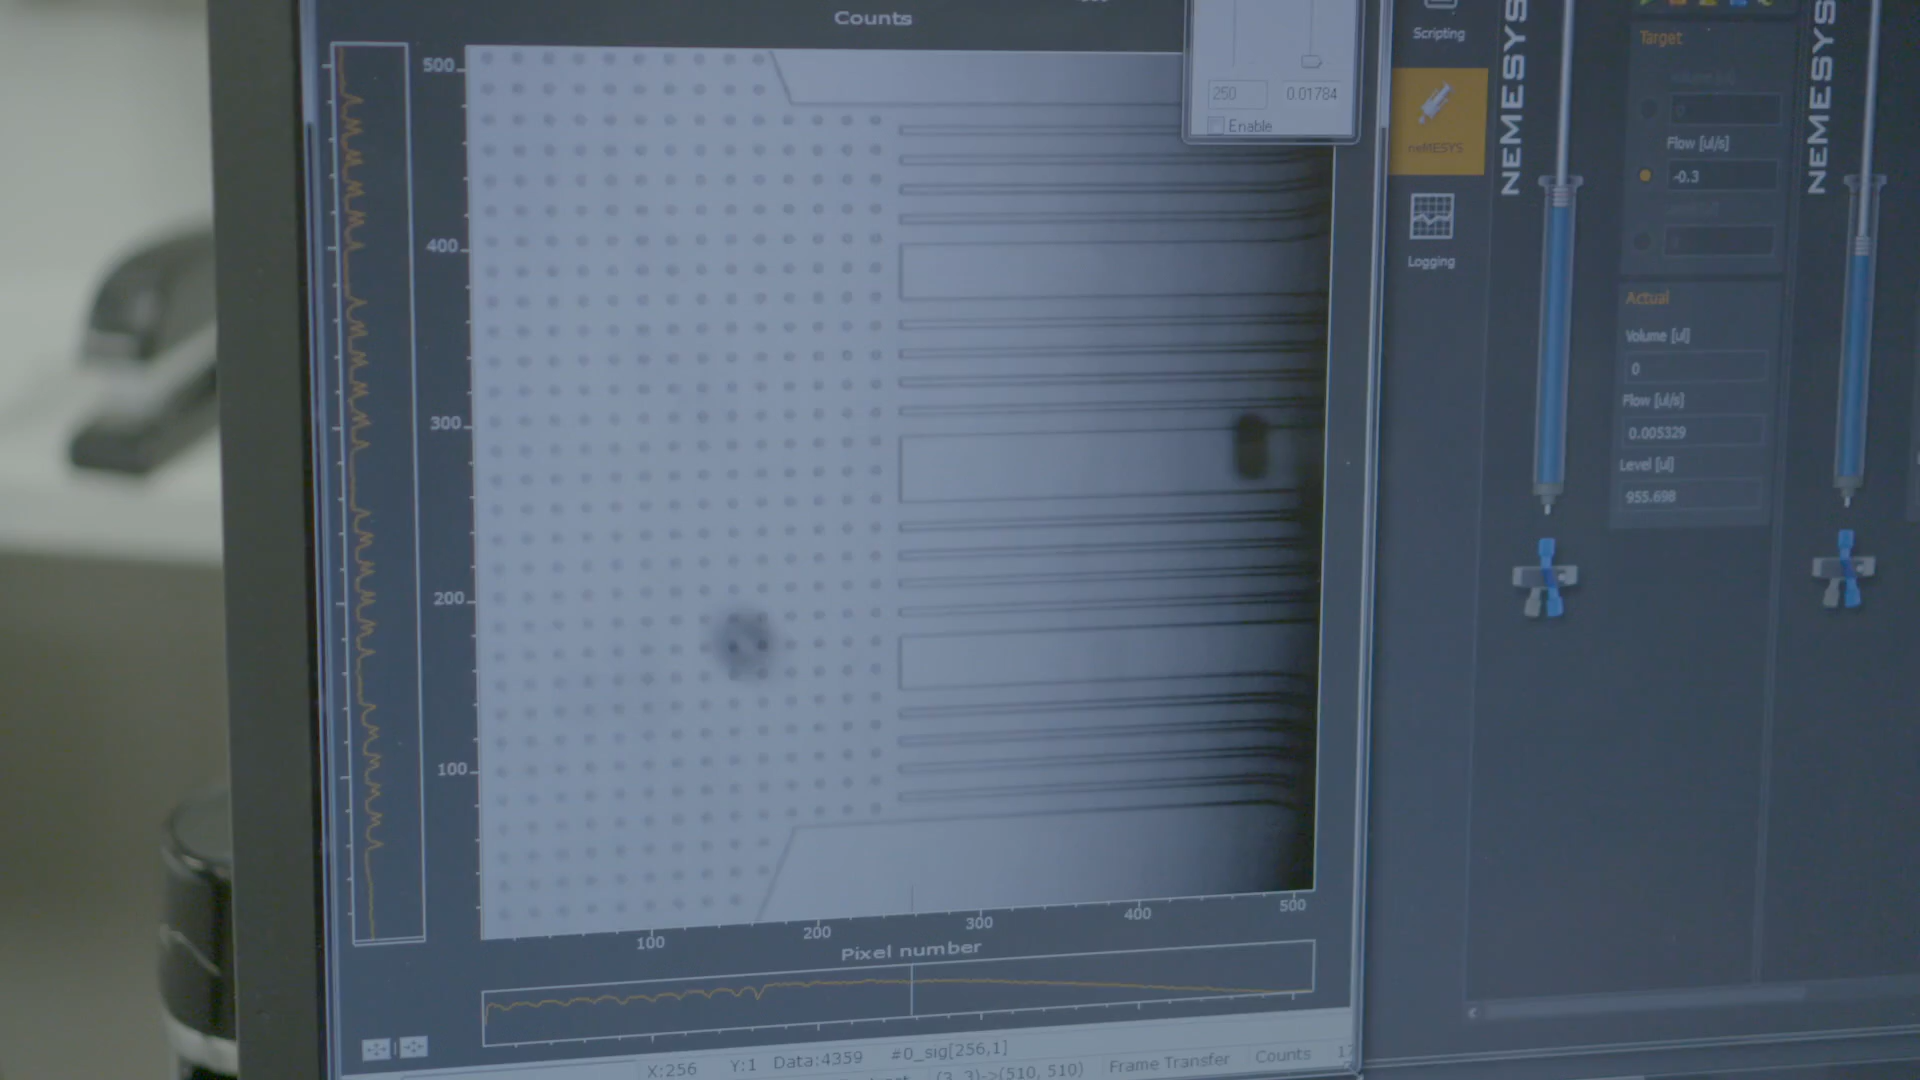 Counts
500
400
300
200
100
100
200
300
400
500
Pixel number
X:256 Y:1 Data:4359 #0_sig[256,1]
(3, 3)->(510, 510) Frame Transfer Counts
250
0.01784
Enable
Scripting
neMESYS
Logging
NEMESYS
Target
Flow [ul/s]
-0.3
Actual
Volume [ul]
0
Flow [ul/s]
0.005329
Level [ul]
955.698
NEMESYS